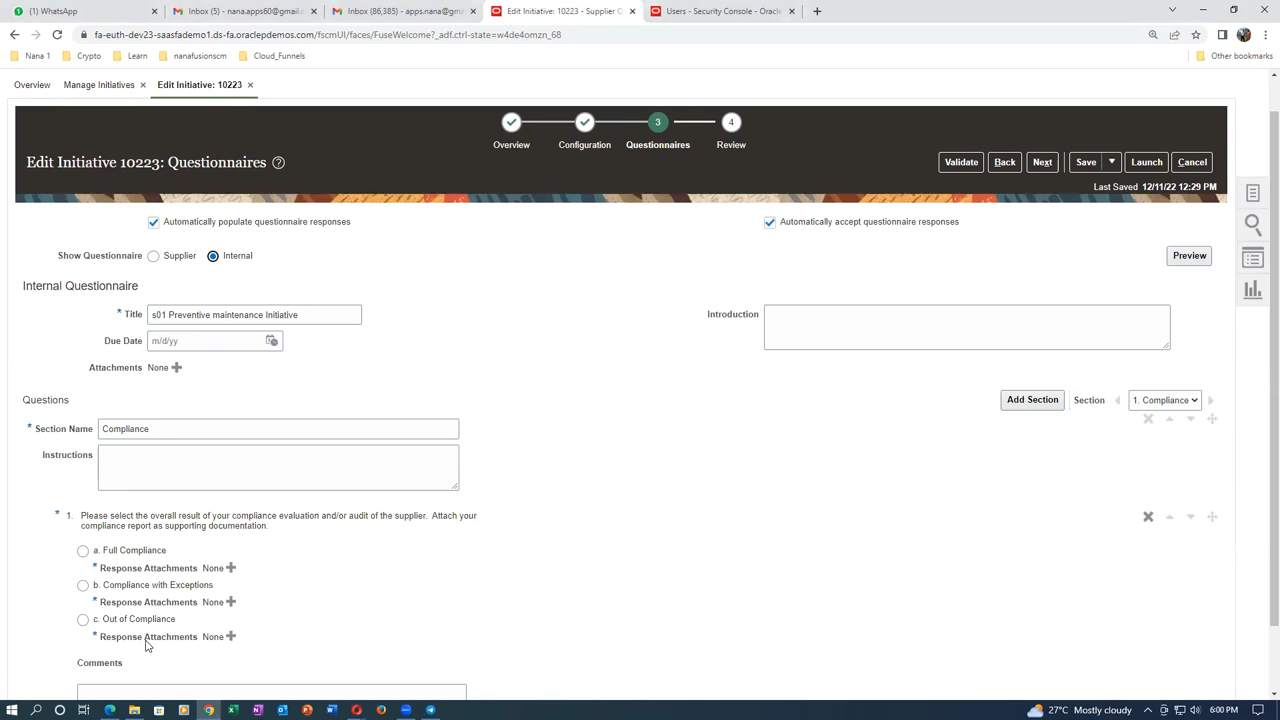 (1) WhatsApp
Inbox (5) - nana.apps60@gmail.c
Inbox (86,385) - apps.nana@gm
Edit Initiative: 10223 - Supplier C
Users - Security Console - Oracle
fa-euth-dev23-saasfademo1.ds-fa.oraclepdemos.com/fscmUI/faces/FuseWelcome?_adf.ctrl-state=w4de4omzn_68
Nana 1
Crypto
Learn
nanafusionscm
Cloud_Funnels
Other bookmarks
Overview
Manage Initiatives
Edit Initiative: 10223
3
4
Overview
Configuration
Questionnaires
Review
Edit Initiative 10223: Questionnaires
Validate
Back
Next
Save
Launch
Cancel
Last Saved 12/11/22 12:29 PM
Automatically populate questionnaire responses
Automatically accept questionnaire responses
Show Questionnaire
Supplier
Internal
Preview
Internal Questionnaire
* Title s01 Preventive maintenance Initiative
Introduction
Due Date m/d/yy
Attachments None
Questions
Add Section
Section
1. Compliance
* Section Name Compliance
Instructions
* 1. Please select the overall result of your compliance evaluation and/or audit of the supplier. Attach your
compliance report as supporting documentation.
a. Full Compliance
* Response Attachments None
b. Compliance with Exceptions
* Response Attachments None
c. Out of Compliance
* Response Attachments None
Comments
27°C Mostly cloudy
6:00 PM